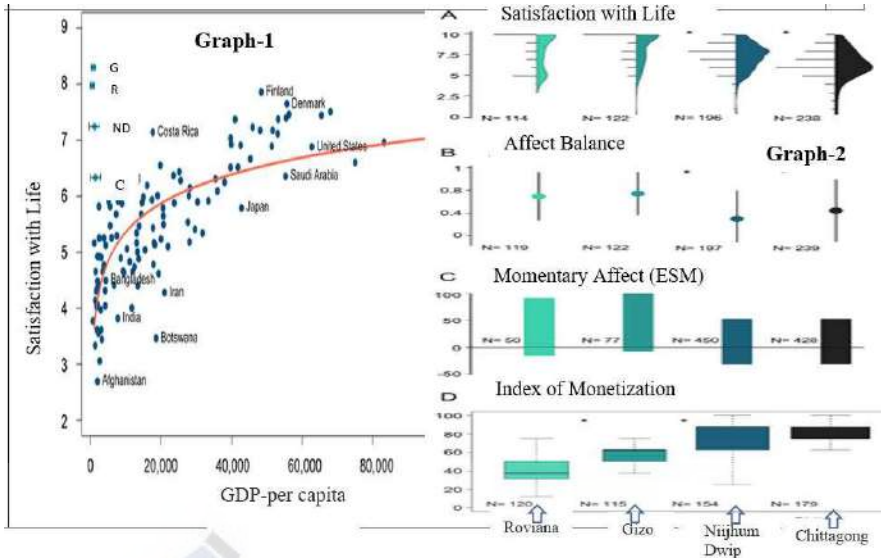 Graph-1
Satisfaction with Life
9
8
7
6
5
4
3
2
G
R
ND
C
Finland
Denmark
Costa Rica
United States
Saudi Arabia
Japan
Bangladesh
Iran
India
Botswana
Afghanistan
0
20,000
40,000
60,000
80,000
GDP-per capita
A
Satisfaction with Life
10
7.5
5
2.5
0
N= 114
N= 122
N= 196
N= 238
B
Affect Balance
Graph-2
1
0.8
0.4
0
N= 119
N= 122
N= 197
N= 239
C
Momentary Affect (ESM)
100
50
0
-50
N= 50
N= 77
N= 450
N= 428
D
Index of Monetization
100
80
60
40
20
0
N= 120
N= 115
N= 154
N= 179
Roviana
Gizo
Niijhum
Dwip
Chittagong